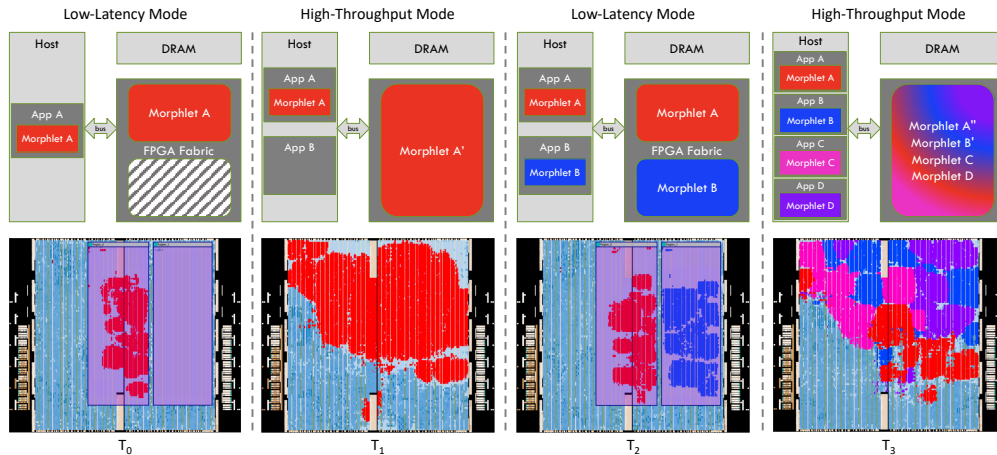 Low-Latency Mode
Host
DRAM
App A
Morphlet A
bus
Morphlet A
FPGA Fabric
T0
High-Throughput Mode
Host
DRAM
App A
Morphlet A
bus
App B
Morphlet A'
T1
Low-Latency Mode
Host
DRAM
App A
Morphlet A
bus
App B
Morphlet B
Morphlet A
FPGA Fabric
Morphlet B
T2
High-Throughput Mode
Host
DRAM
App A
Morphlet A
App B
Morphlet B
App C
Morphlet C
App D
Morphlet D
bus
Morphlet A''
Morphlet B'
Morphlet C
Morphlet D
T3